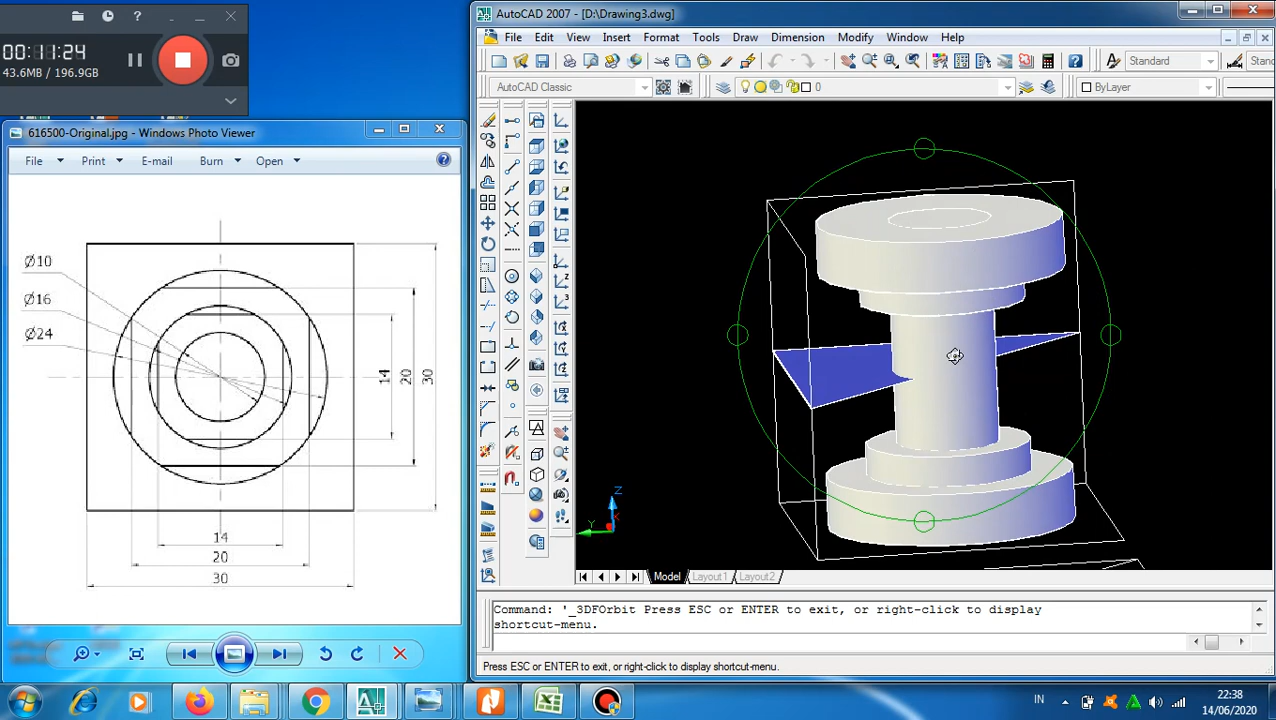 00:11:24
43.6MB / 196.9GB
616500-Original.jpg - Windows Photo Viewer
File Print E-mail Burn Open
Ø10
Ø16
Ø24
14 20 30
14
20
30
AutoCAD 2007 - [D:\Drawing3.dwg]
File Edit View Insert Format Tools Draw Dimension Modify Window Help
Standard
Stand
AutoCAD Classic
0
ByLayer
Z
Y
Model Layout1 Layout2
Command: '_3DFOrbit Press ESC or ENTER to exit, or right-click to display
shortcut-menu.
Press ESC or ENTER to exit, or right-click to display shortcut-menu.
IN
22:38
14/06/2020